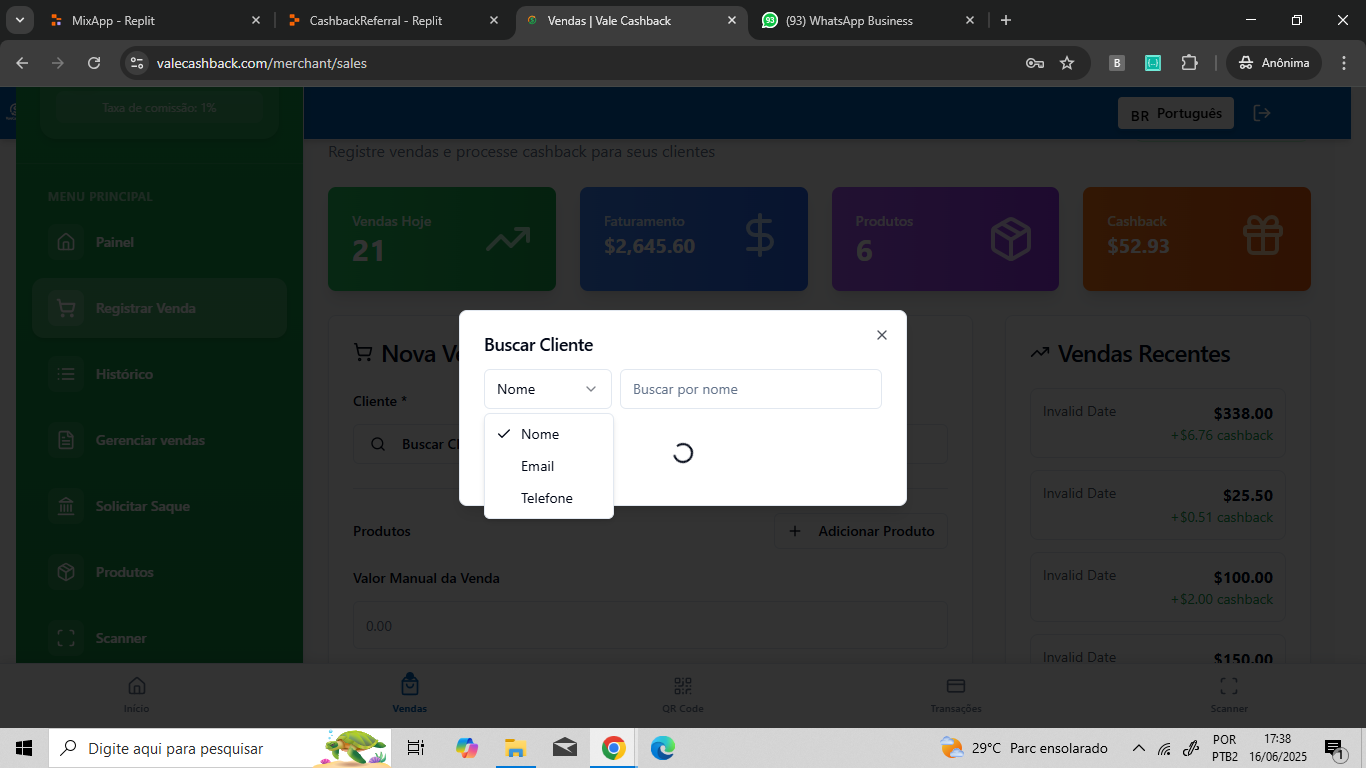 MixApp - Replit
CashbackReferral - Replit
Vendas | Vale Cashback
(93) WhatsApp Business
valecashback.com/merchant/sales
B
Anônima
Taxa de comissão: 1%
BR Português
Registre vendas e processe cashback para seus clientes
MENU PRINCIPAL
Painel
Registrar Venda
Histórico
Gerenciar vendas
Solicitar Saque
Produtos
Scanner
Vendas Hoje
21
Faturamento
$2,645.60
Produtos
6
Cashback
$52.93
Nova Ve
Cliente *
Buscar Cl
Buscar Cliente
Nome
Buscar por nome
Nome
Email
Telefone
Produtos
Adicionar Produto
Valor Manual da Venda
0.00
Vendas Recentes
Invalid Date
$338.00
+$6.76 cashback
Invalid Date
$25.50
+$0.51 cashback
Invalid Date
$100.00
+$2.00 cashback
Invalid Date
$150.00
Início
Vendas
QR Code
Transações
Scanner
Digite aqui para pesquisar
29°C Parc ensolarado
POR
PTB2
17:38
16/06/2025
1